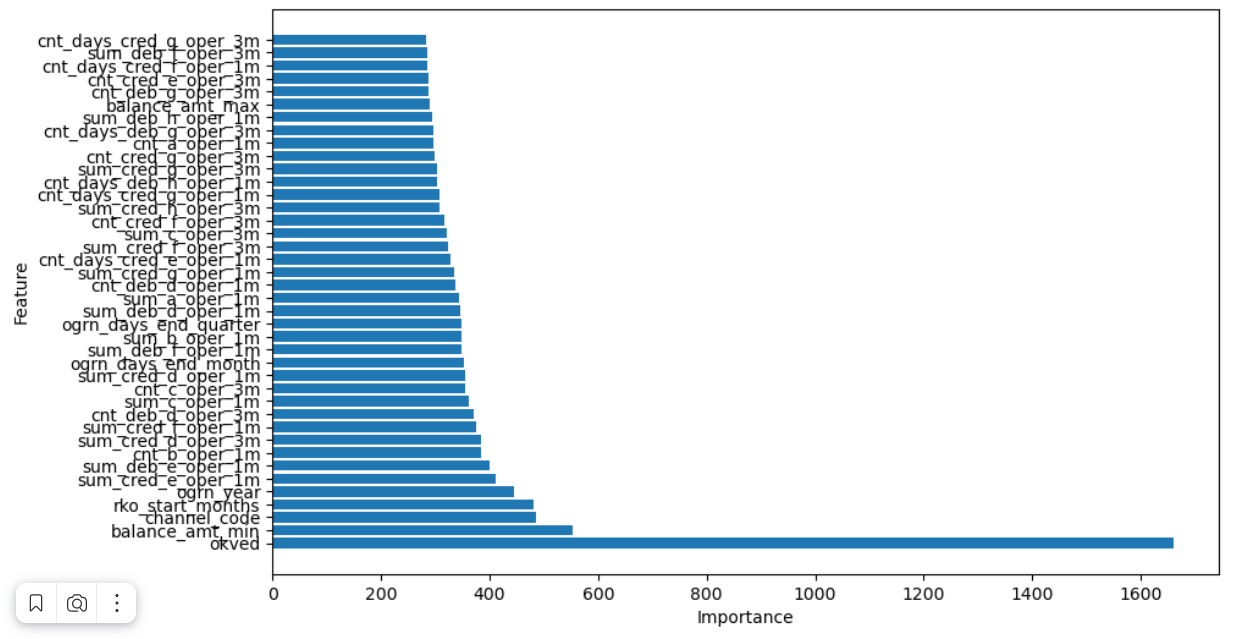 cnt_days_cred_g_oper_3m
sum_deb_f_oper_3m
cnt_days_cred_f_oper_1m
cnt_cred_e_oper_3m
cnt_deb_g_oper_3m
balance_amt_max
sum_deb_h_oper_1m
cnt_days_deb_g_oper_3m
cnt_a_oper_1m
cnt_cred_g_oper_3m
sum_cred_g_oper_3m
cnt_days_deb_h_oper_1m
cnt_days_cred_g_oper_1m
sum_cred_h_oper_3m
cnt_cred_f_oper_3m
sum_c_oper_3m
sum_cred_f_oper_3m
cnt_days_cred_e_oper_1m
sum_cred_g_oper_1m
cnt_deb_d_oper_1m
sum_a_oper_1m
sum_deb_d_oper_1m
ogrn_days_end_quarter
sum_b_oper_1m
sum_deb_f_oper_1m
ogrn_days_end_month
sum_cred_d_oper_1m
cnt_c_oper_3m
sum_c_oper_1m
cnt_deb_d_oper_3m
sum_cred_f_oper_1m
sum_cred_d_oper_3m
cnt_b_oper_1m
sum_deb_e_oper_1m
sum_cred_e_oper_1m
ogrn_year
rko_start_months
channel_code
balance_amt_min
okved
Feature
0 200 400 600 800 1000 1200 1400 1600
Importance